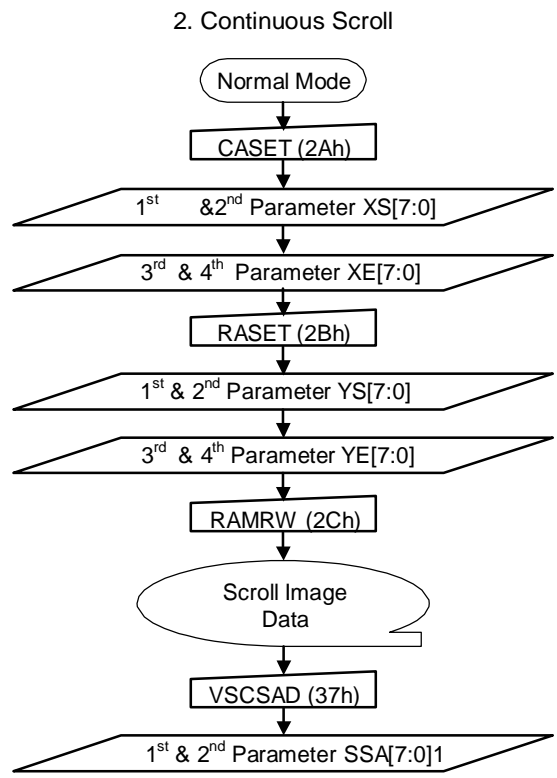 2. Continuous Scroll
Normal Mode
CASET (2Ah)
1st &2nd Parameter XS[7:0]
3rd & 4th Parameter XE[7:0]
RASET (2Bh)
1st & 2nd Parameter YS[7:0]
3rd & 4th Parameter YE[7:0]
RAMRW (2Ch)
Scroll Image
Data
VSCSAD (37h)
1st & 2nd Parameter SSA[7:0]1